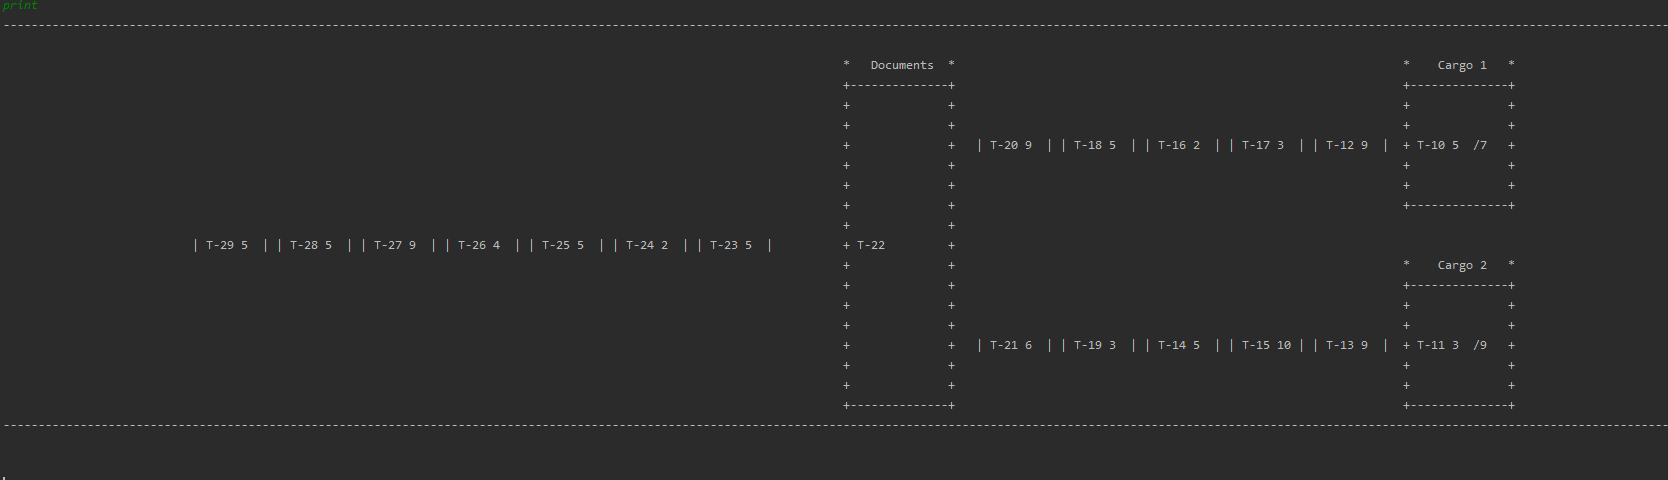 print
--------------------------------------------------------------------------------
* Documents * * Cargo 1 *
+--------------+ +--------------+
+ + + +
+ + + +
+ + | T-20 9 | | T-18 5 | | T-16 2 | | T-17 3 | | T-12 9 | + T-10 5 /7 +
+ + + +
+ + + +
+ + +--------------+
+ +
| T-29 5 | | T-28 5 | | T-27 9 | | T-26 4 | | T-25 5 | | T-24 2 | | T-23 5 | + T-22 +
+ + * Cargo 2 *
+ + +--------------+
+ + + +
+ + + +
+ + | T-21 6 | | T-19 3 | | T-14 5 | | T-15 10 | | T-13 9 | + T-11 3 /9 +
+ + + +
+ + + +
+--------------+ +--------------+
--------------------------------------------------------------------------------